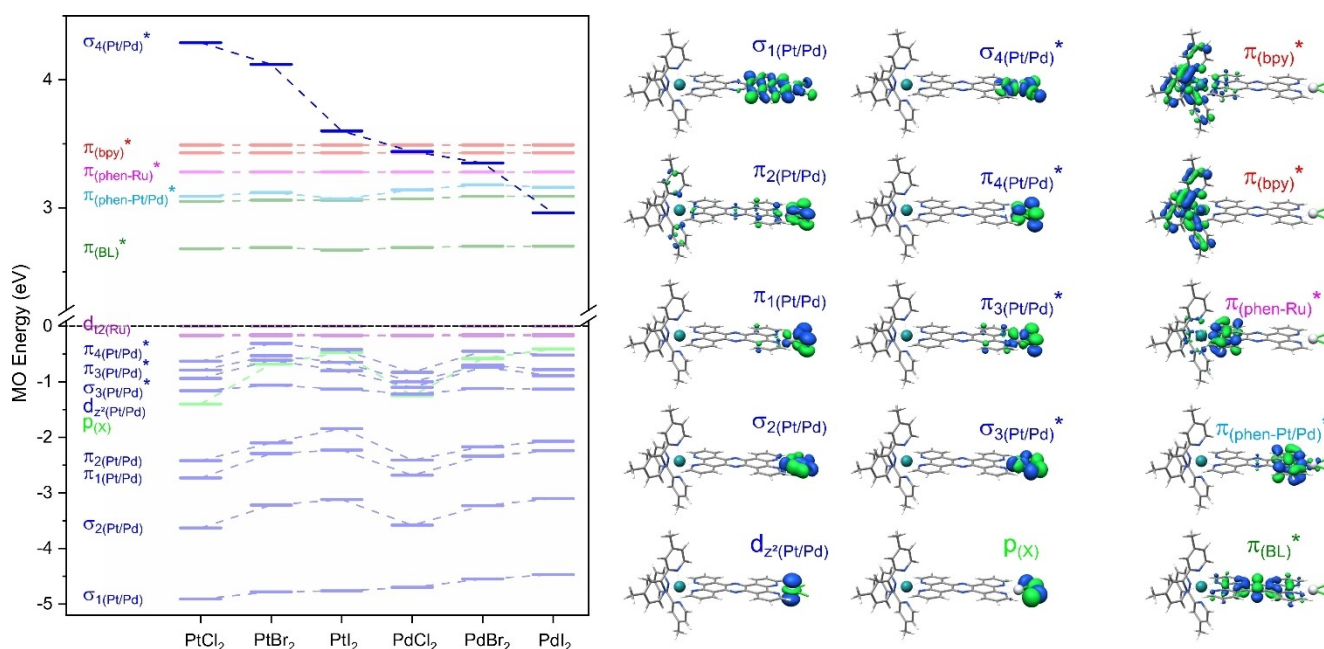 σ4(Pt/Pd)*
4
π(bpy)*
π(phen-Ru)*
π(phen-Pt/Pd)*
3
π(BL)*
MO Energy (eV)
dt2(Ru)
0
π4(Pt/Pd)*
π3(Pt/Pd)*
-1
σ3(Pt/Pd)*
dz²(Pt/Pd)
p(X)
-2
π2(Pt/Pd)
π1(Pt/Pd)
-3
σ2(Pt/Pd)
-4
σ1(Pt/Pd)
-5
PtCl2 PtBr2 PtI2 PdCl2 PdBr2 PdI2
σ1(Pt/Pd) σ4(Pt/Pd)* π(bpy)*
π2(Pt/Pd) π4(Pt/Pd)* π(bpy)*
π1(Pt/Pd) π3(Pt/Pd)* π(phen-Ru)*
σ2(Pt/Pd) σ3(Pt/Pd)* π(phen-Pt/Pd)*
dz²(Pt/Pd) p(X) π(BL)*